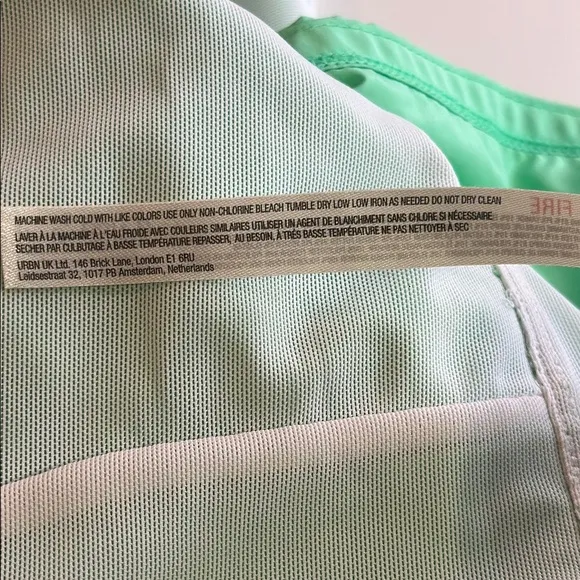 MACHINE WASH COLD WITH LIKE COLORS USE ONLY NON-CHLORINE BLEACH TUMBLE DRY LOW LOW IRON AS NEEDED DO NOT DRY CLEAN
LAVER À LA MACHINE À L'EAU FROIDE AVEC COULEURS SIMILAIRES UTILISER UN AGENT DE BLANCHIMENT SANS CHLORE SI NÉCESSAIRE
SECHER PAR CULBUTAGE À BASSE TEMPÉRATURE REPASSER, AU BESOIN, À TRÈS BASSE TEMPÉRATURE NE PAS NETTOYER À SEC
URBN UK Ltd. 146 Brick Lane, London E1 6RU
Leidsestraat 32, 1017 PB Amsterdam, Netherlands
FIRE